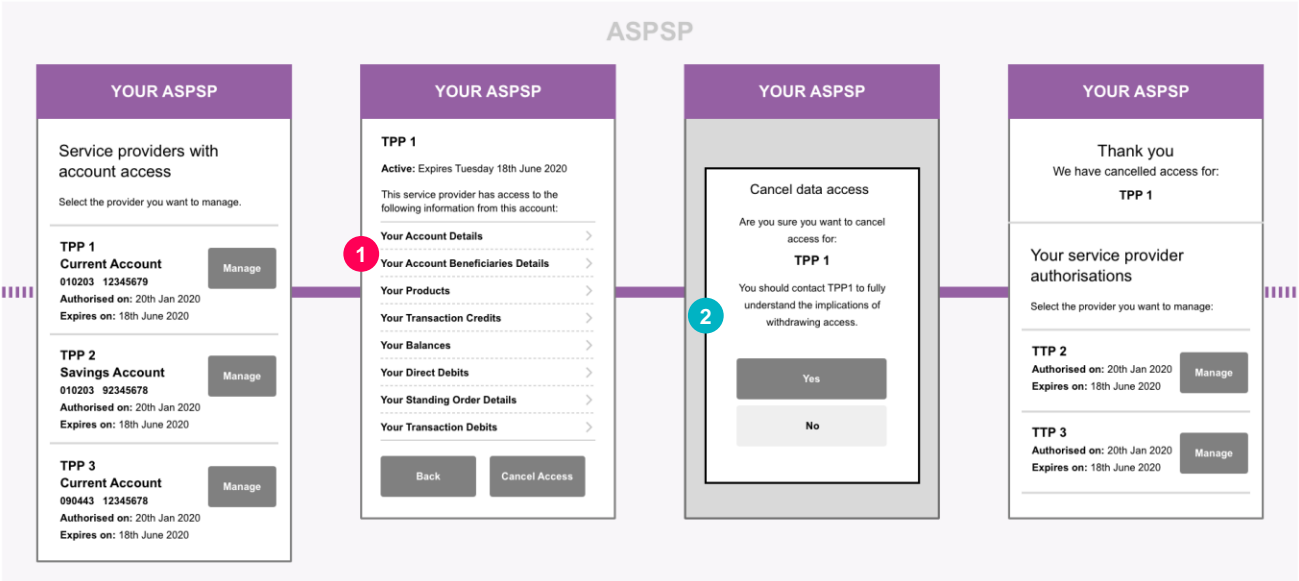 ASPSP
YOUR ASPSP
Service providers with
account access
Select the provider you want to manage.
TPP 1
Current Account
010203 12345679
Authorised on: 20th Jan 2020
Expires on: 18th June 2020
Manage
TPP 2
Savings Account
010203 92345678
Authorised on: 20th Jan 2020
Expires on: 18th June 2020
Manage
TPP 3
Current Account
090443 12345678
Authorised on: 20th Jan 2020
Expires on: 18th June 2020
Manage
YOUR ASPSP
TPP 1
Active: Expires Tuesday 18th June 2020
This service provider has access to the
following information from this account:
Your Account Details
1
Your Account Beneficiaries Details
Your Products
Your Transaction Credits
Your Balances
Your Direct Debits
Your Standing Order Details
Your Transaction Debits
Back
Cancel Access
YOUR ASPSP
Cancel data access
Are you sure you want to cancel
access for:
TPP 1
You should contact TPP1 to fully
understand the implications of
withdrawing access.
2
Yes
No
YOUR ASPSP
Thank you
We have cancelled access for:
TPP 1
Your service provider
authorisations
Select the provider you want to manage:
TTP 2
Authorised on: 20th Jan 2020
Expires on: 18th June 2020
Manage
TTP 3
Authorised on: 20th Jan 2020
Expires on: 18th June 2020
Manage